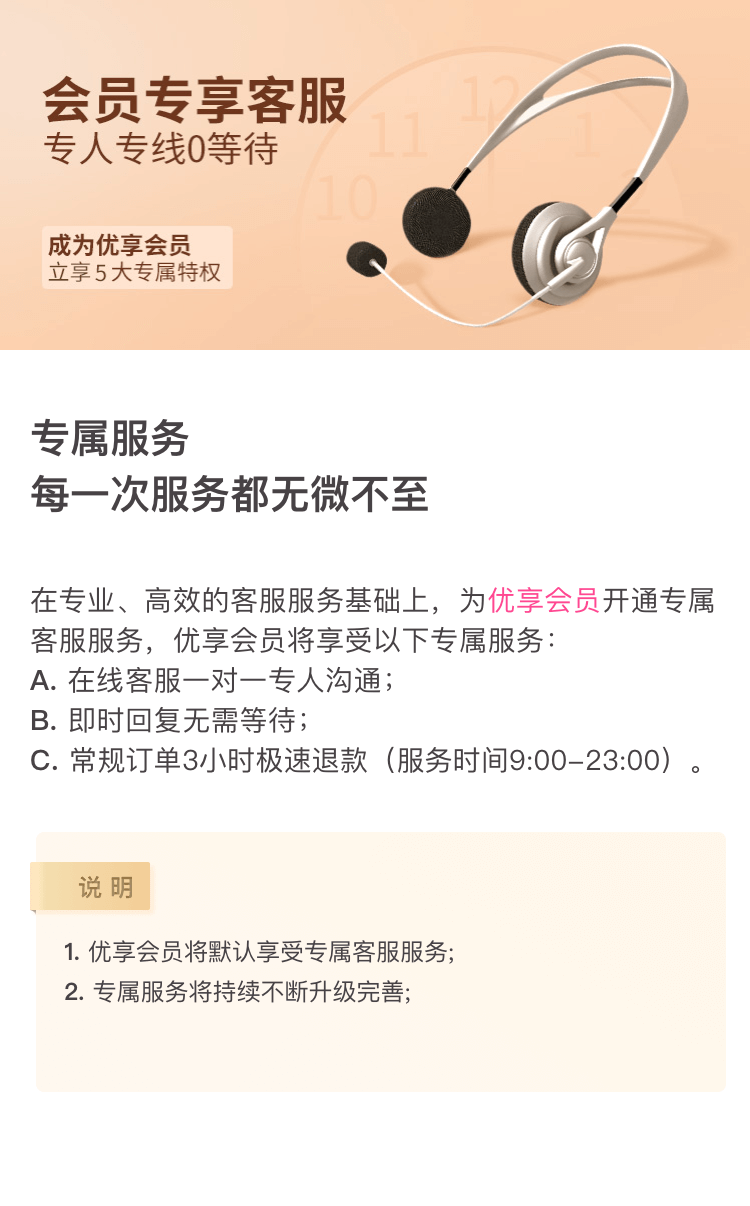 会员专享客服
专人专线0等待
成为优享会员
立享5大专属特权
12
11
1
10
2
专属服务
每一次服务都无微不至
在专业、高效的客服服务基础上，为优享会员开通专属
客服服务，优享会员将享受以下专属服务：
A. 在线客服一对一专人沟通；
B. 即时回复无需等待；
C. 常规订单3小时极速退款（服务时间9:00–23:00）。
说明
1. 优享会员将默认享受专属客服服务;
2. 专属服务将持续不断升级完善;